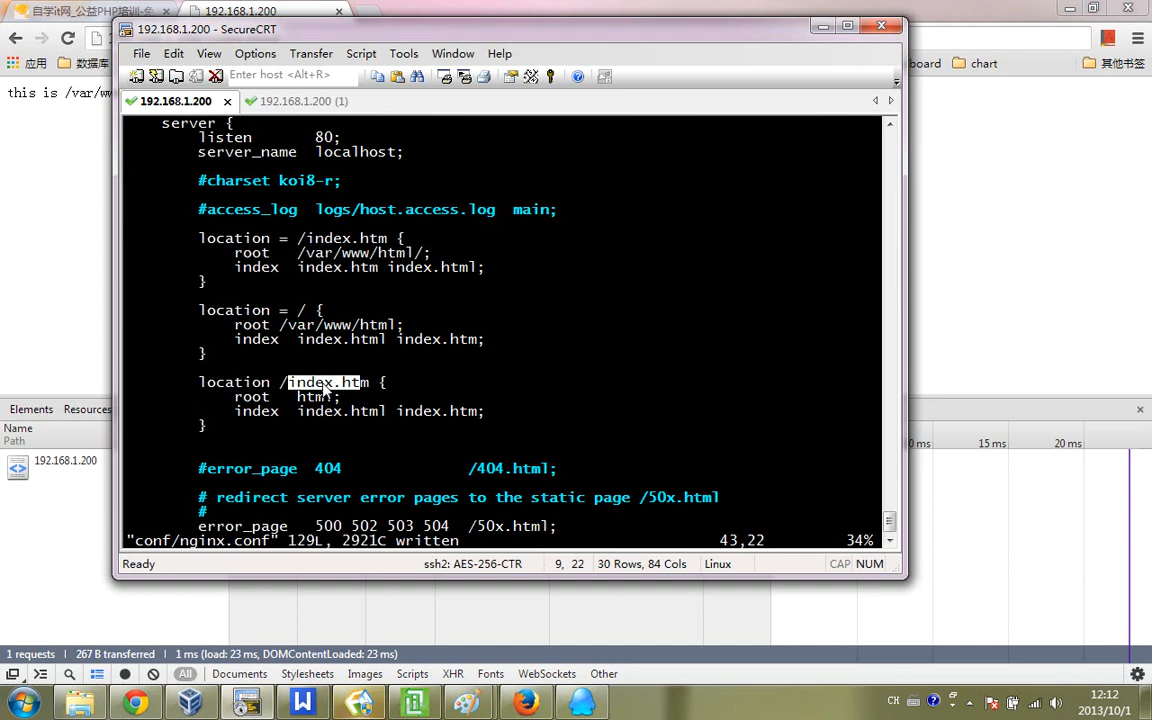 自学it网_公益PHP培训-免
192.168.1.200
应用
数据库
board
chart
其他书签
this is /var/ww
192.168.1.200 - SecureCRT
File Edit View Options Transfer Script Tools Window Help
Enter host <Alt+R>
192.168.1.200
192.168.1.200 (1)
server {
listen 80;
server_name localhost;
#charset koi8-r;
#access_log logs/host.access.log main;
location = /index.htm {
root /var/www/html/;
index index.htm index.html;
}
location = / {
root /var/www/html;
index index.html index.htm;
}
location /index.htm {
root html;
index index.html index.htm;
}
#error_page 404 /404.html;
# redirect server error pages to the static page /50x.html
#
error_page 500 502 503 504 /50x.html;
"conf/nginx.conf" 129L, 2921C written 43,22 34%
Ready ssh2: AES-256-CTR 9, 22 30 Rows, 84 Cols Linux CAP NUM
Elements Resources
Name
Path
ms 15 ms 20 ms
192.168.1.200
1 requests 267 B transferred 1 ms (load: 23 ms, DOMContentLoaded: 23 ms)
All Documents Stylesheets Images Scripts XHR Fonts WebSockets Other
CH
12:12
2013/10/1